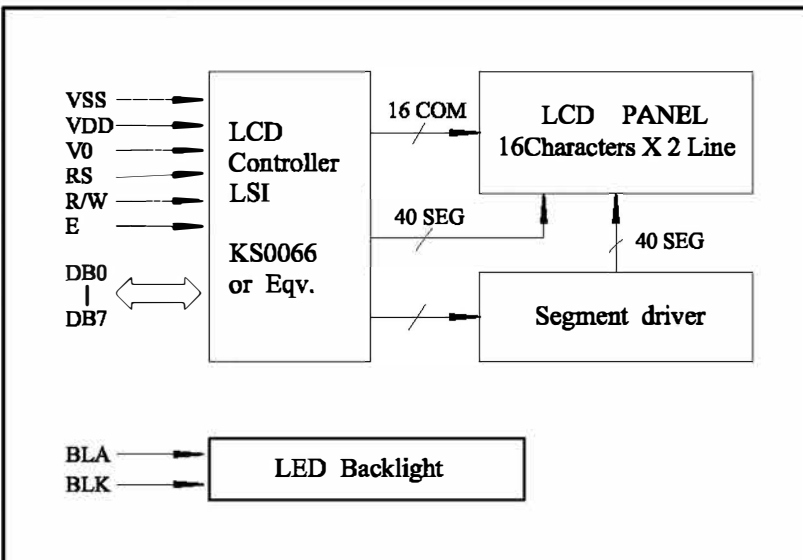 VSS
VDD
V0
RS
R/W
E
DB0
DB7
LCD
Controller
LSI
KS0066
or Eqv.
16 COM
40 SEG
LCD PANEL
16Characters X 2 Line
40 SEG
Segment driver
BLA
BLK
LED Backlight